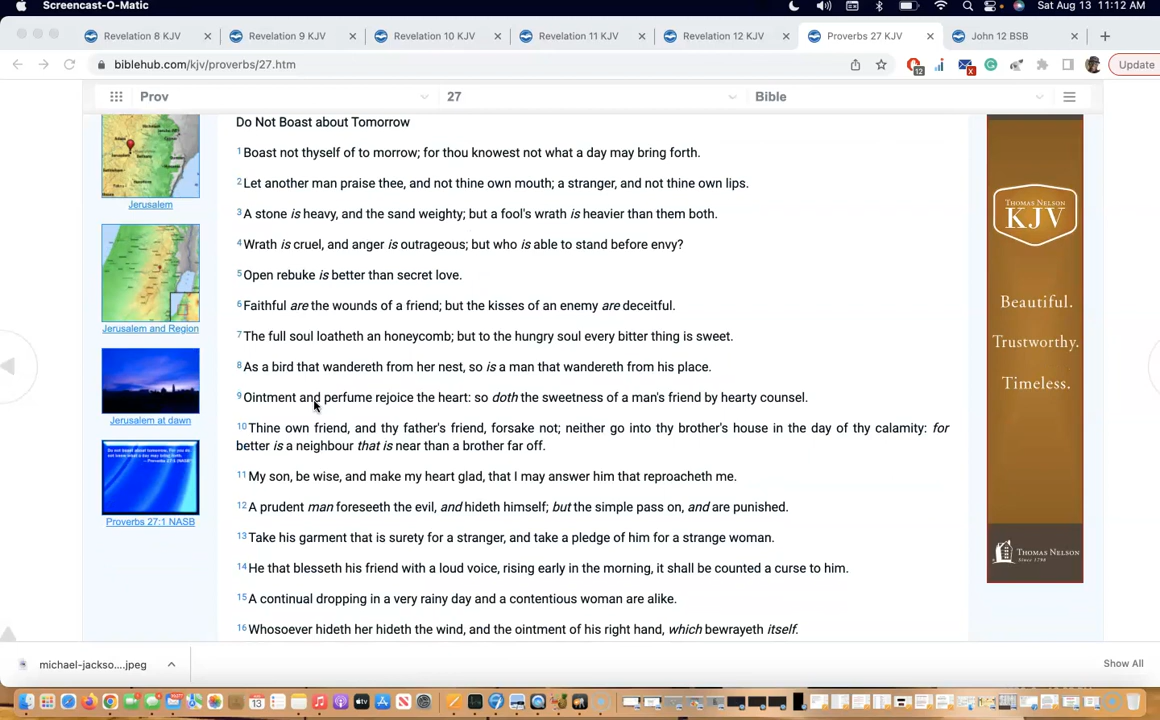 Screencast-O-Matic
Sat Aug 13 11:12 AM
Revelation 8 KJV
Revelation 9 KJV
Revelation 10 KJV
Revelation 11 KJV
Revelation 12 KJV
Proverbs 27 KJV
John 12 BSB
biblehub.com/kjv/proverbs/27.htm
12
x
Update
Prov
27
Bible
Do Not Boast about Tomorrow
1 Boast not thyself of to morrow; for thou knowest not what a day may bring forth.
2 Let another man praise thee, and not thine own mouth; a stranger, and not thine own lips.
3 A stone is heavy, and the sand weighty; but a fool's wrath is heavier than them both.
4 Wrath is cruel, and anger is outrageous; but who is able to stand before envy?
5 Open rebuke is better than secret love.
6 Faithful are the wounds of a friend; but the kisses of an enemy are deceitful.
7 The full soul loatheth an honeycomb; but to the hungry soul every bitter thing is sweet.
8 As a bird that wandereth from her nest, so is a man that wandereth from his place.
9 Ointment and perfume rejoice the heart: so doth the sweetness of a man's friend by hearty counsel.
10 Thine own friend, and thy father's friend, forsake not; neither go into thy brother's house in the day of thy calamity: for
better is a neighbour that is near than a brother far off.
11 My son, be wise, and make my heart glad, that I may answer him that reproacheth me.
12 A prudent man foreseeth the evil, and hideth himself; but the simple pass on, and are punished.
13 Take his garment that is surety for a stranger, and take a pledge of him for a strange woman.
14 He that blesseth his friend with a loud voice, rising early in the morning, it shall be counted a curse to him.
15 A continual dropping in a very rainy day and a contentious woman are alike.
16 Whosoever hideth her hideth the wind, and the ointment of his right hand, which bewrayeth itself.
Jerusalem
Jerusalem and Region
Jerusalem at dawn
Proverbs 27:1 NASB
THOMAS NELSON
KJV
Beautiful.
Trustworthy.
Timeless.
THOMAS NELSON
Since 1798
michael-jackso....jpeg
Show All